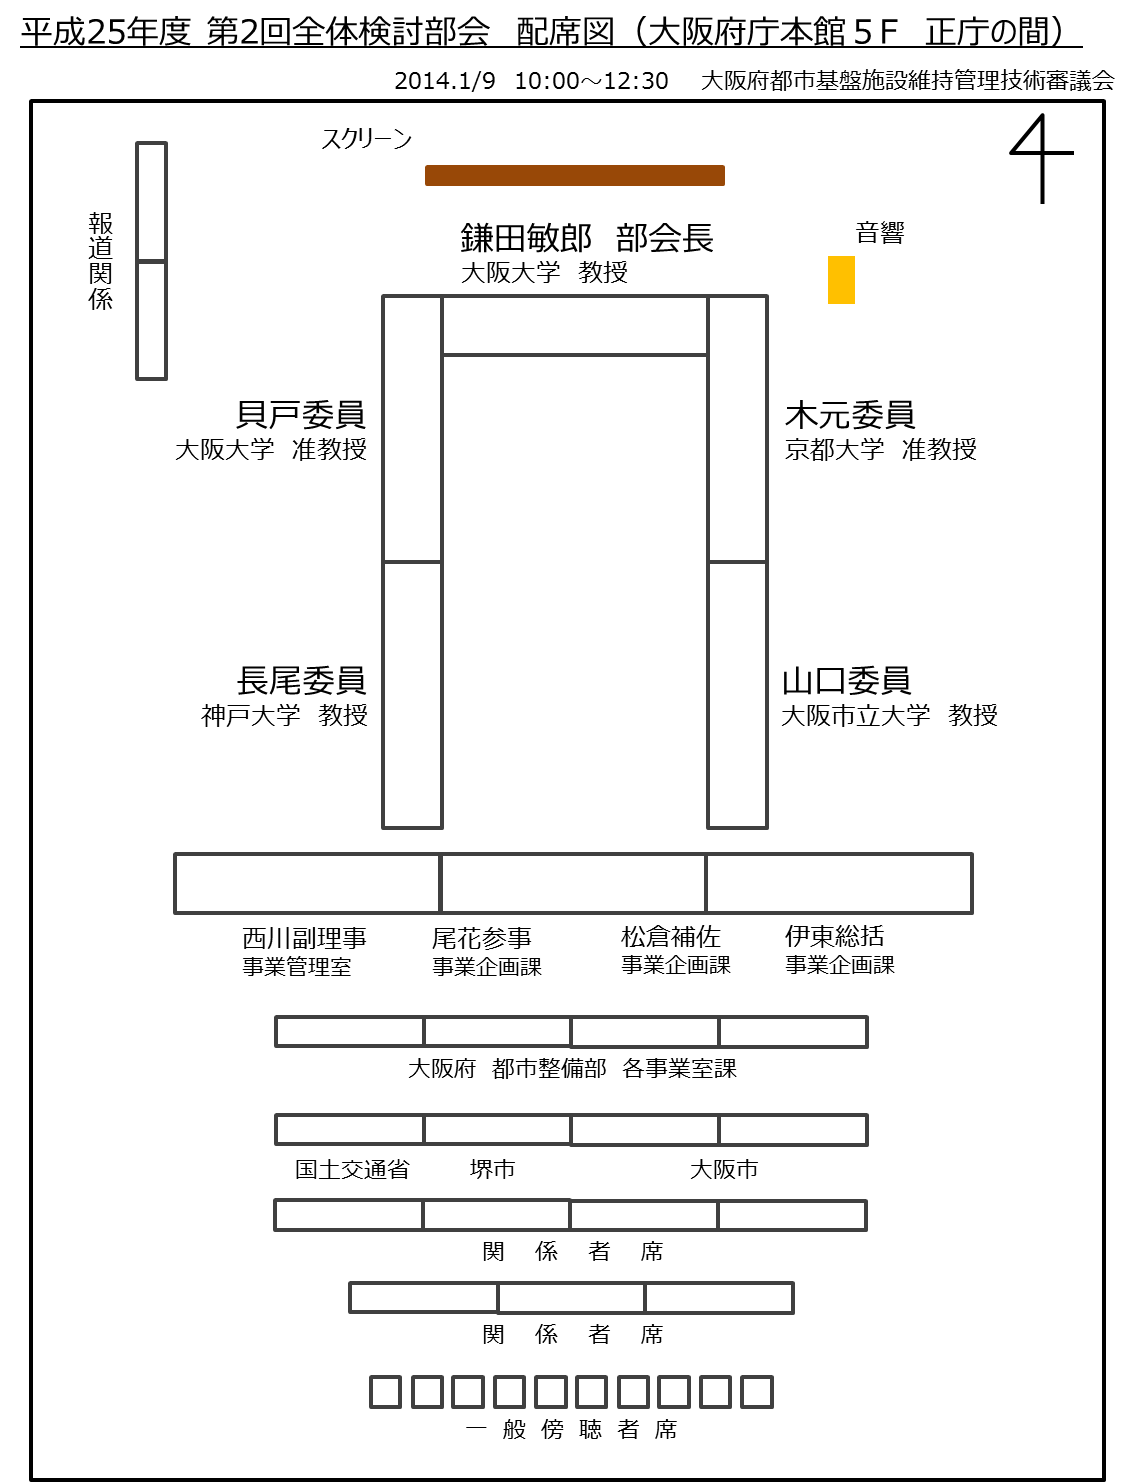 平成25年度 第2回全体検討部会　配席図（大阪府庁本館５Ｆ　正庁の間）
2014.1/9　10:00～12:30　大阪府都市基盤施設維持管理技術審議会
スクリーン
報道関係
鎌田敏郎　部会長
大阪大学　教授
音響
貝戸委員
大阪大学　准教授
木元委員
京都大学　准教授
長尾委員
神戸大学　教授
山口委員
大阪市立大学　教授
西川副理事
事業管理室
尾花参事
事業企画課
松倉補佐
事業企画課
伊東総括
事業企画課
大阪府　都市整備部　各事業室課
国土交通省　堺市　大阪市
関　係　者　席
関　係　者　席
一 般 傍 聴 者 席